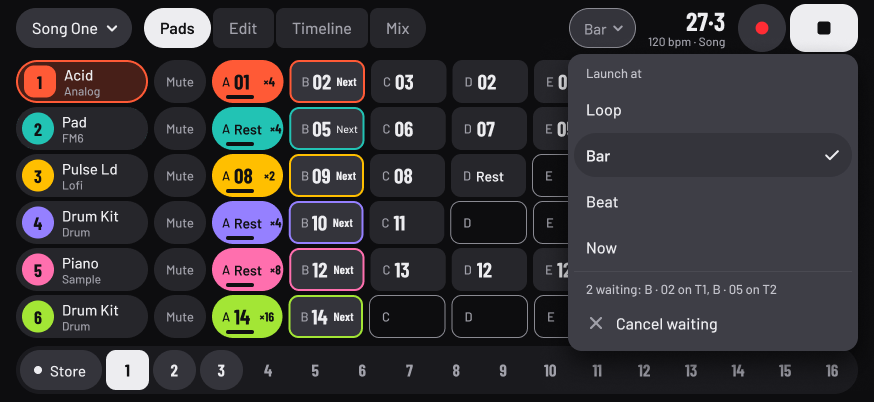 Song One Pads Edit Timeline Mix Bar 27·3
120 bpm · Song
Launch at
Loop
Bar
Beat
Now
2 waiting: B · 02 on T1, B · 05 on T2
Cancel waiting
1 Acid Analog Mute A 01 ×4 B 02 Next C 03 D 02 E
2 Pad FM6 Mute A Rest ×4 B 05 Next C 06 D 07 E
3 Pulse Ld Lofi Mute A 08 ×2 B 09 Next C 08 D Rest E
4 Drum Kit Drum Mute A Rest ×4 B 10 Next C 11 D E
5 Piano Sample Mute A Rest ×8 B 12 Next C 13 D 12 E 12
6 Drum Kit Drum Mute A 14 ×16 B 14 Next C D E
Store 1 2 3 4 5 6 7 8 9 10 11 12 13 14 15 16